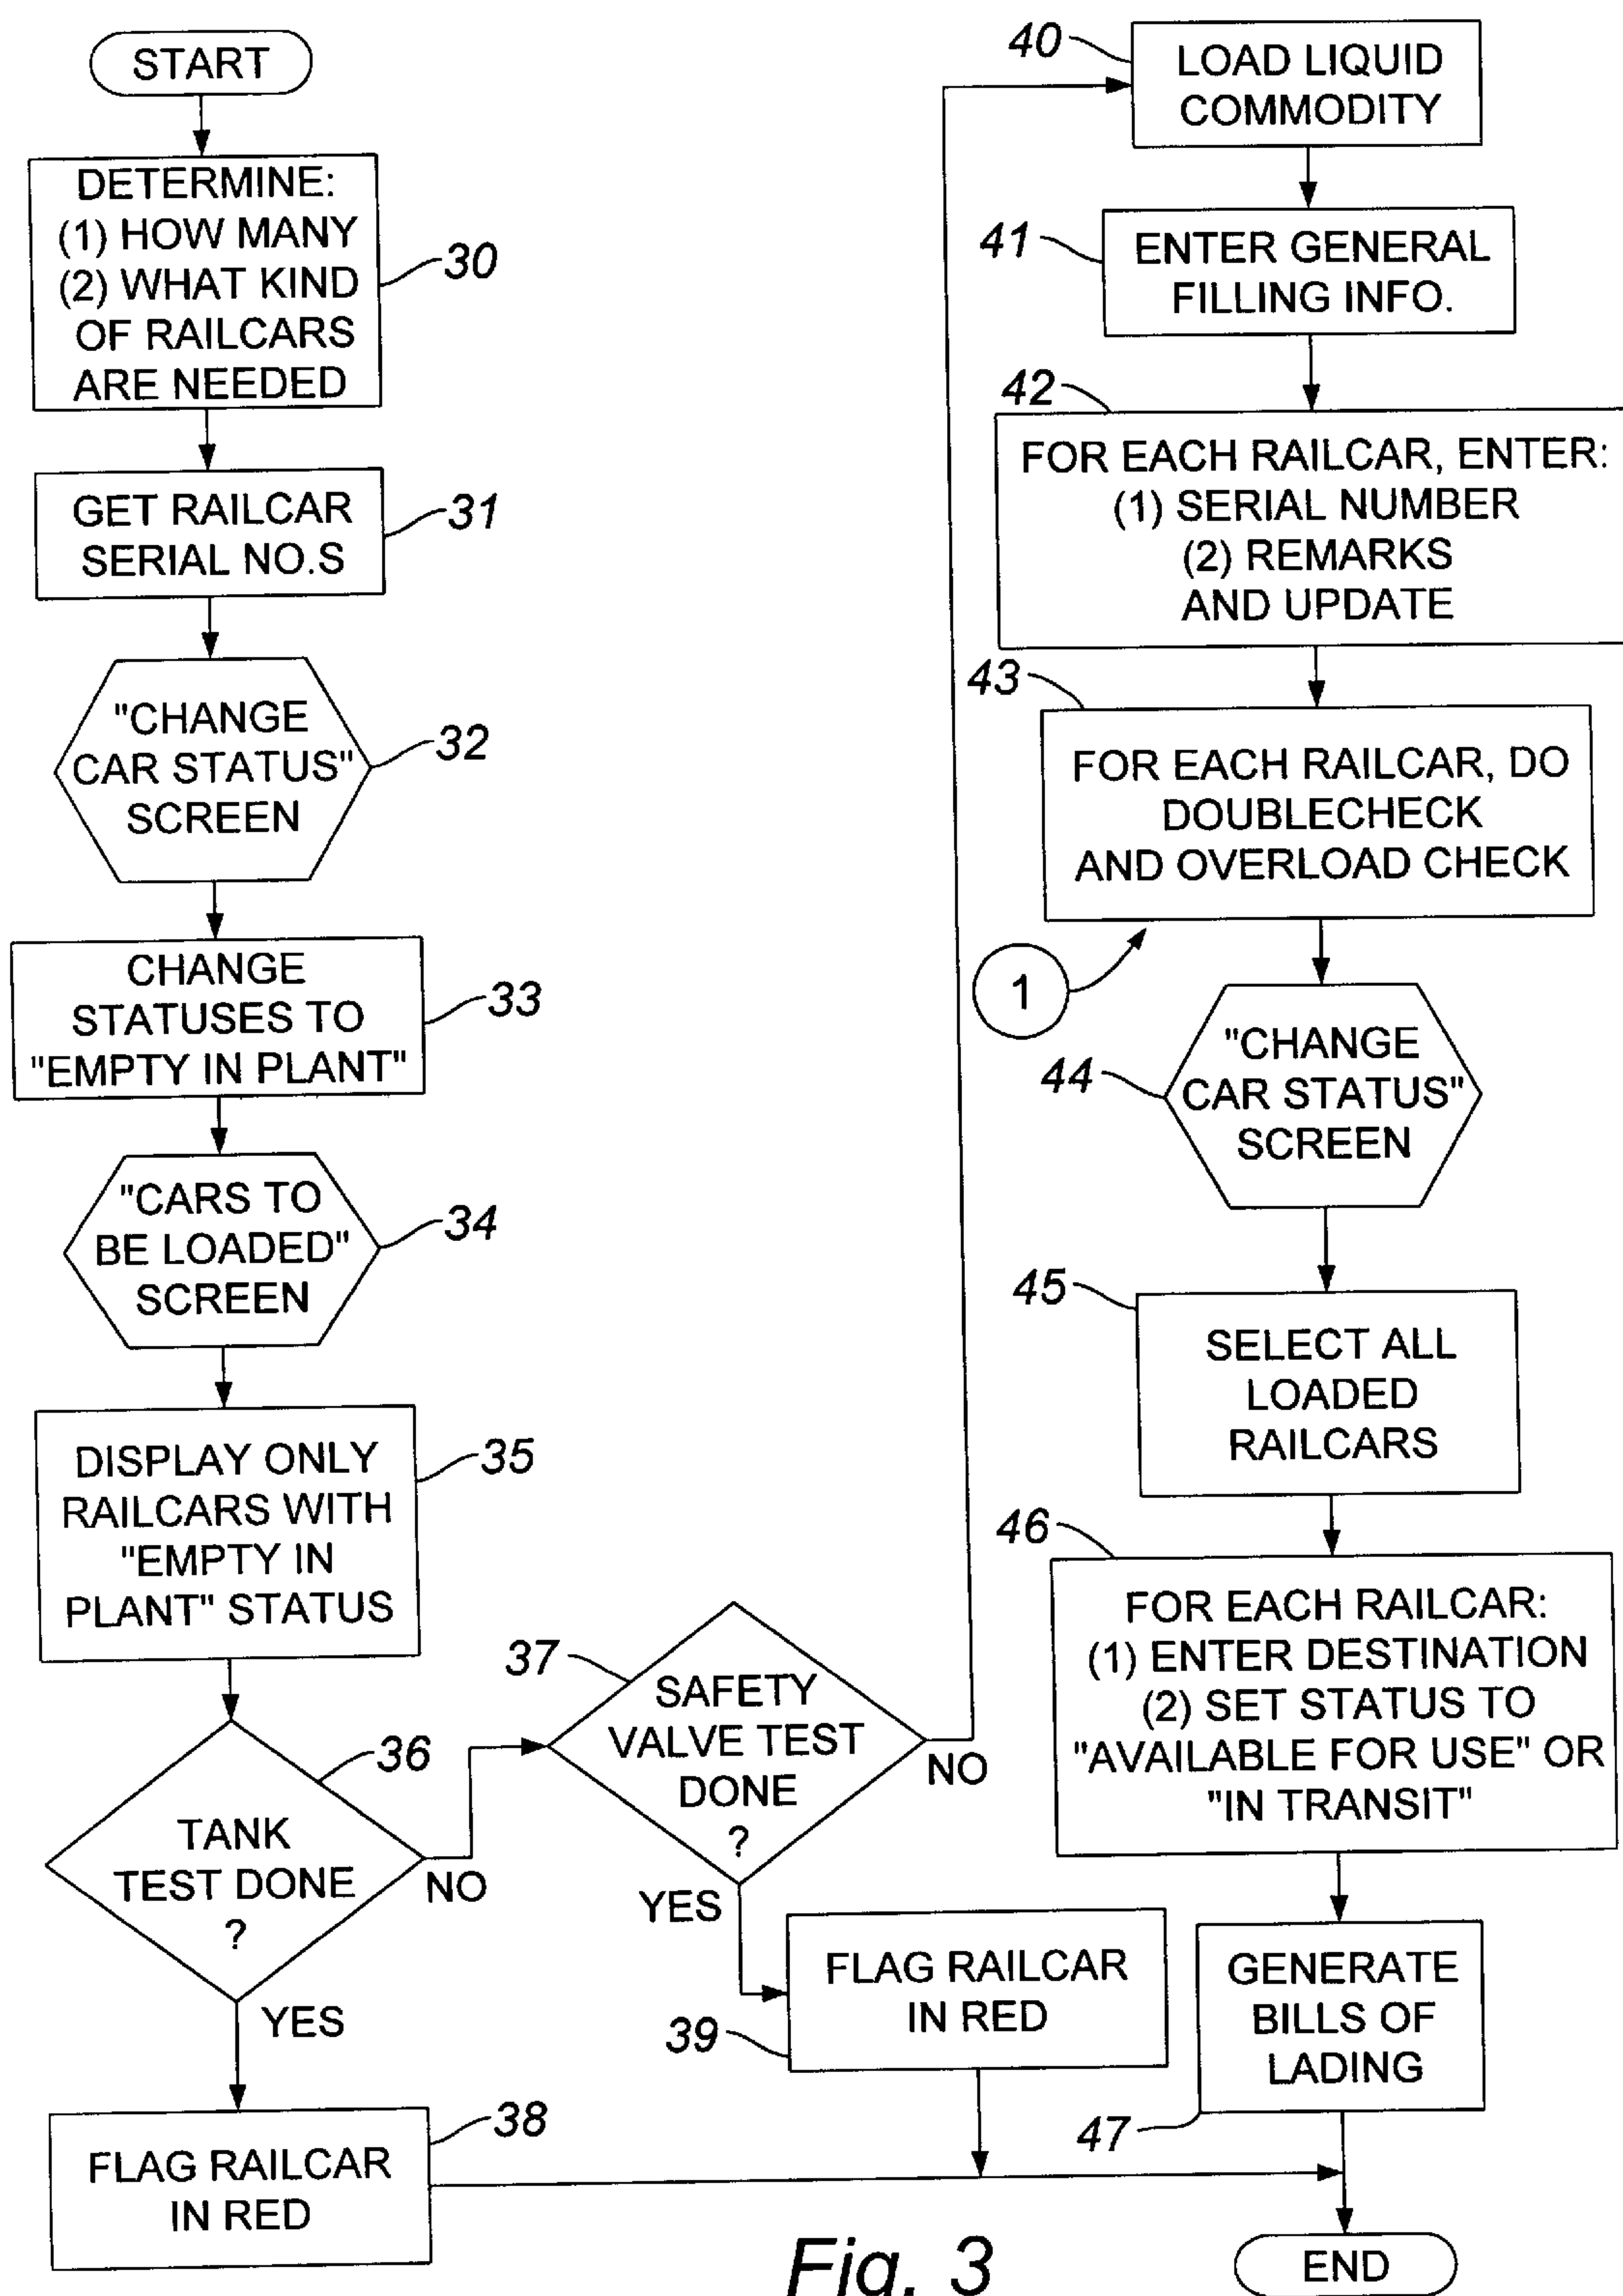 START
DETERMINE:
(1) HOW MANY
(2) WHAT KIND
OF RAILCARS
ARE NEEDED
30
GET RAILCAR
SERIAL NO.S
31
"CHANGE
CAR STATUS"
SCREEN
32
CHANGE
STATUSES TO
"EMPTY IN PLANT"
33
"CARS TO
BE LOADED"
SCREEN
34
DISPLAY ONLY
RAILCARS WITH
"EMPTY IN
PLANT" STATUS
35
36
TANK
TEST DONE
?
NO
YES
37
SAFETY
VALVE TEST
DONE
?
NO
YES
FLAG RAILCAR
IN RED
38
FLAG RAILCAR
IN RED
39
40
LOAD LIQUID
COMMODITY
41
ENTER GENERAL
FILLING INFO.
42
FOR EACH RAILCAR, ENTER:
(1) SERIAL NUMBER
(2) REMARKS
AND UPDATE
43
FOR EACH RAILCAR, DO
DOUBLECHECK
AND OVERLOAD CHECK
1
44
"CHANGE
CAR STATUS"
SCREEN
45
SELECT ALL
LOADED
RAILCARS
46
FOR EACH RAILCAR:
(1) ENTER DESTINATION
(2) SET STATUS TO
"AVAILABLE FOR USE" OR
"IN TRANSIT"
GENERATE
BILLS OF
LADING
47
END
Fig. 3